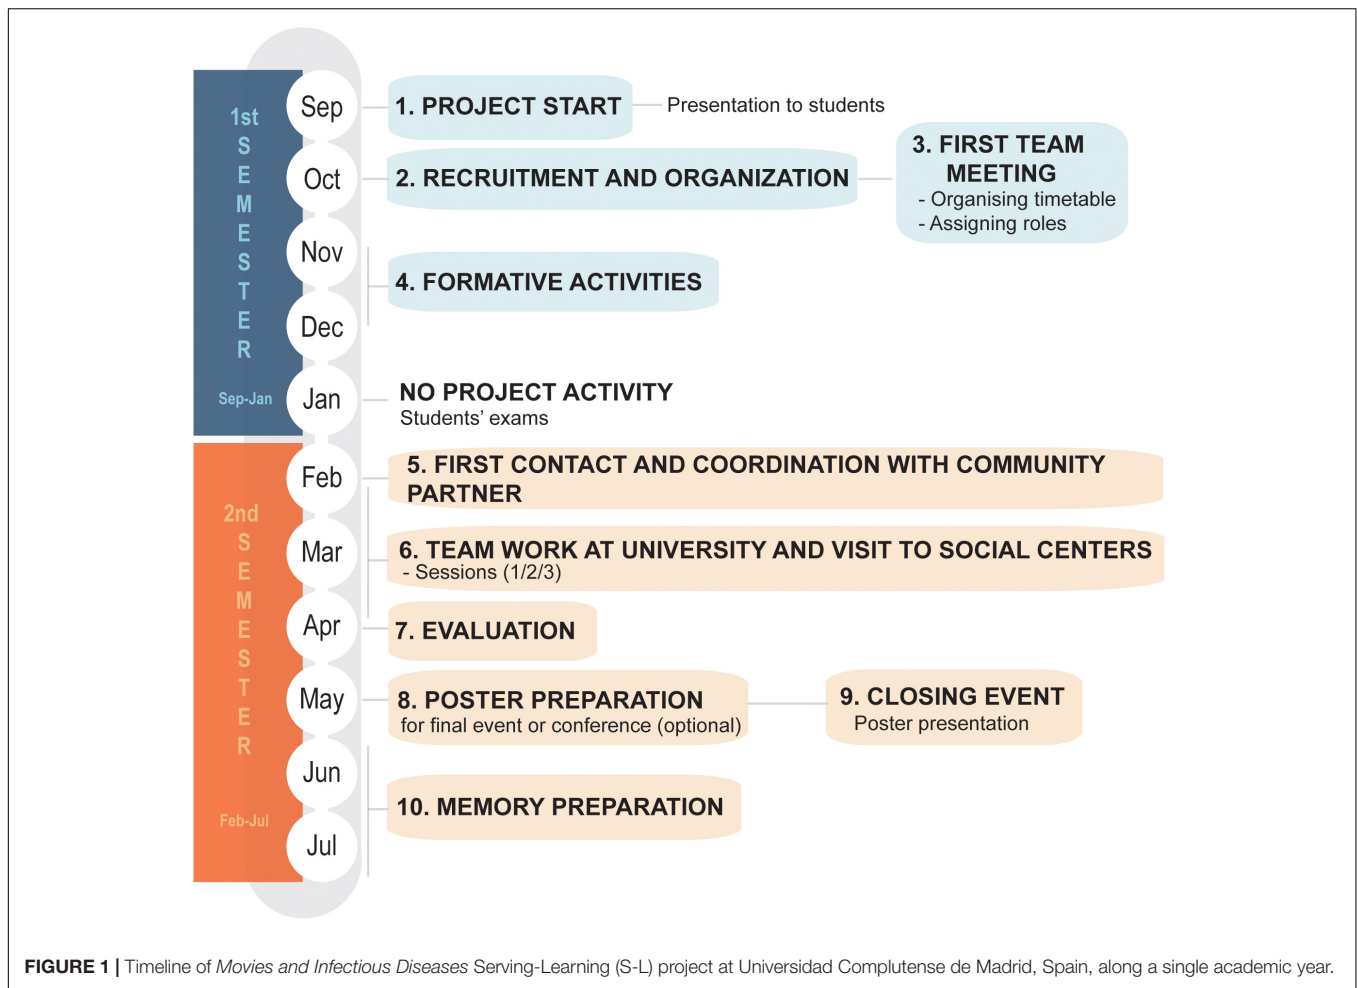 1st
S
E
M
E
S
T
E
R
Sep-Jan
Sep
1. PROJECT START
Presentation to students
Oct
2. RECRUITMENT AND ORGANIZATION
3. FIRST TEAM
MEETING
- Organising timetable
- Assigning roles
Nov
4. FORMATIVE ACTIVITIES
Dec
Jan
NO PROJECT ACTIVITY
Students' exams
2nd
S
E
M
E
S
T
E
R
Feb-Jul
Feb
5. FIRST CONTACT AND COORDINATION WITH COMMUNITY
PARTNER
Mar
6. TEAM WORK AT UNIVERSITY AND VISIT TO SOCIAL CENTERS
- Sessions (1/2/3)
Apr
7. EVALUATION
May
8. POSTER PREPARATION
for final event or conference (optional)
9. CLOSING EVENT
Poster presentation
Jun
10. MEMORY PREPARATION
Jul
FIGURE 1 | Timeline of Movies and Infectious Diseases Serving-Learning (S-L) project at Universidad Complutense de Madrid, Spain, along a single academic year.